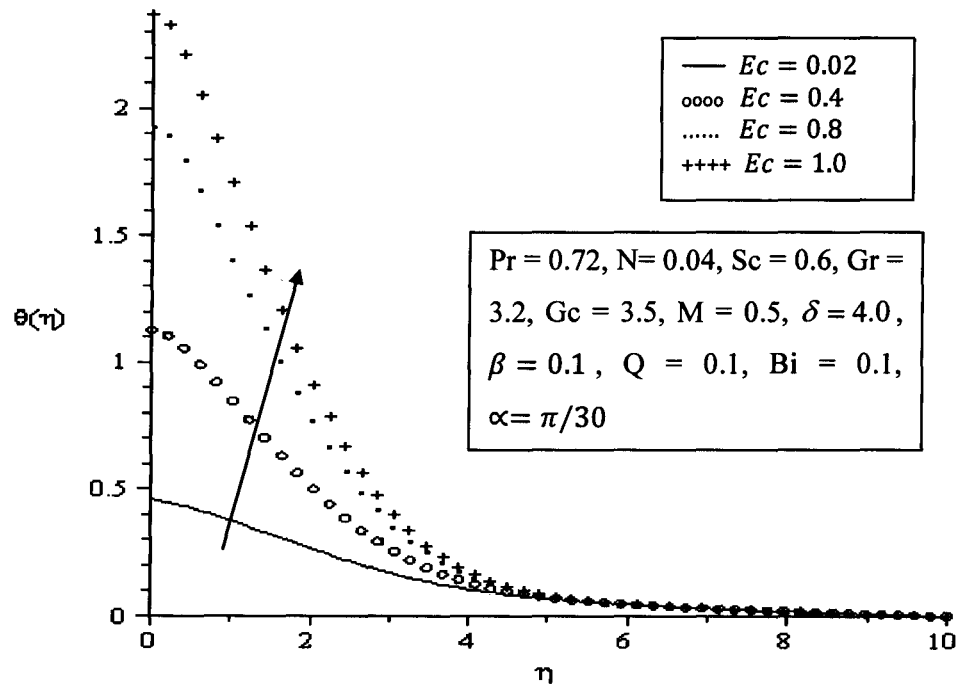 2
1.5
θ(η)
1
0.5
0
0 2 4 6 8 10
η
—— Ec = 0.02
oooo Ec = 0.4
...... Ec = 0.8
++++ Ec = 1.0
Pr = 0.72, N= 0.04, Sc = 0.6, Gr =
3.2, Gc = 3.5, M = 0.5, δ = 4.0 ,
β = 0.1 , Q = 0.1, Bi = 0.1,
∝= π/30